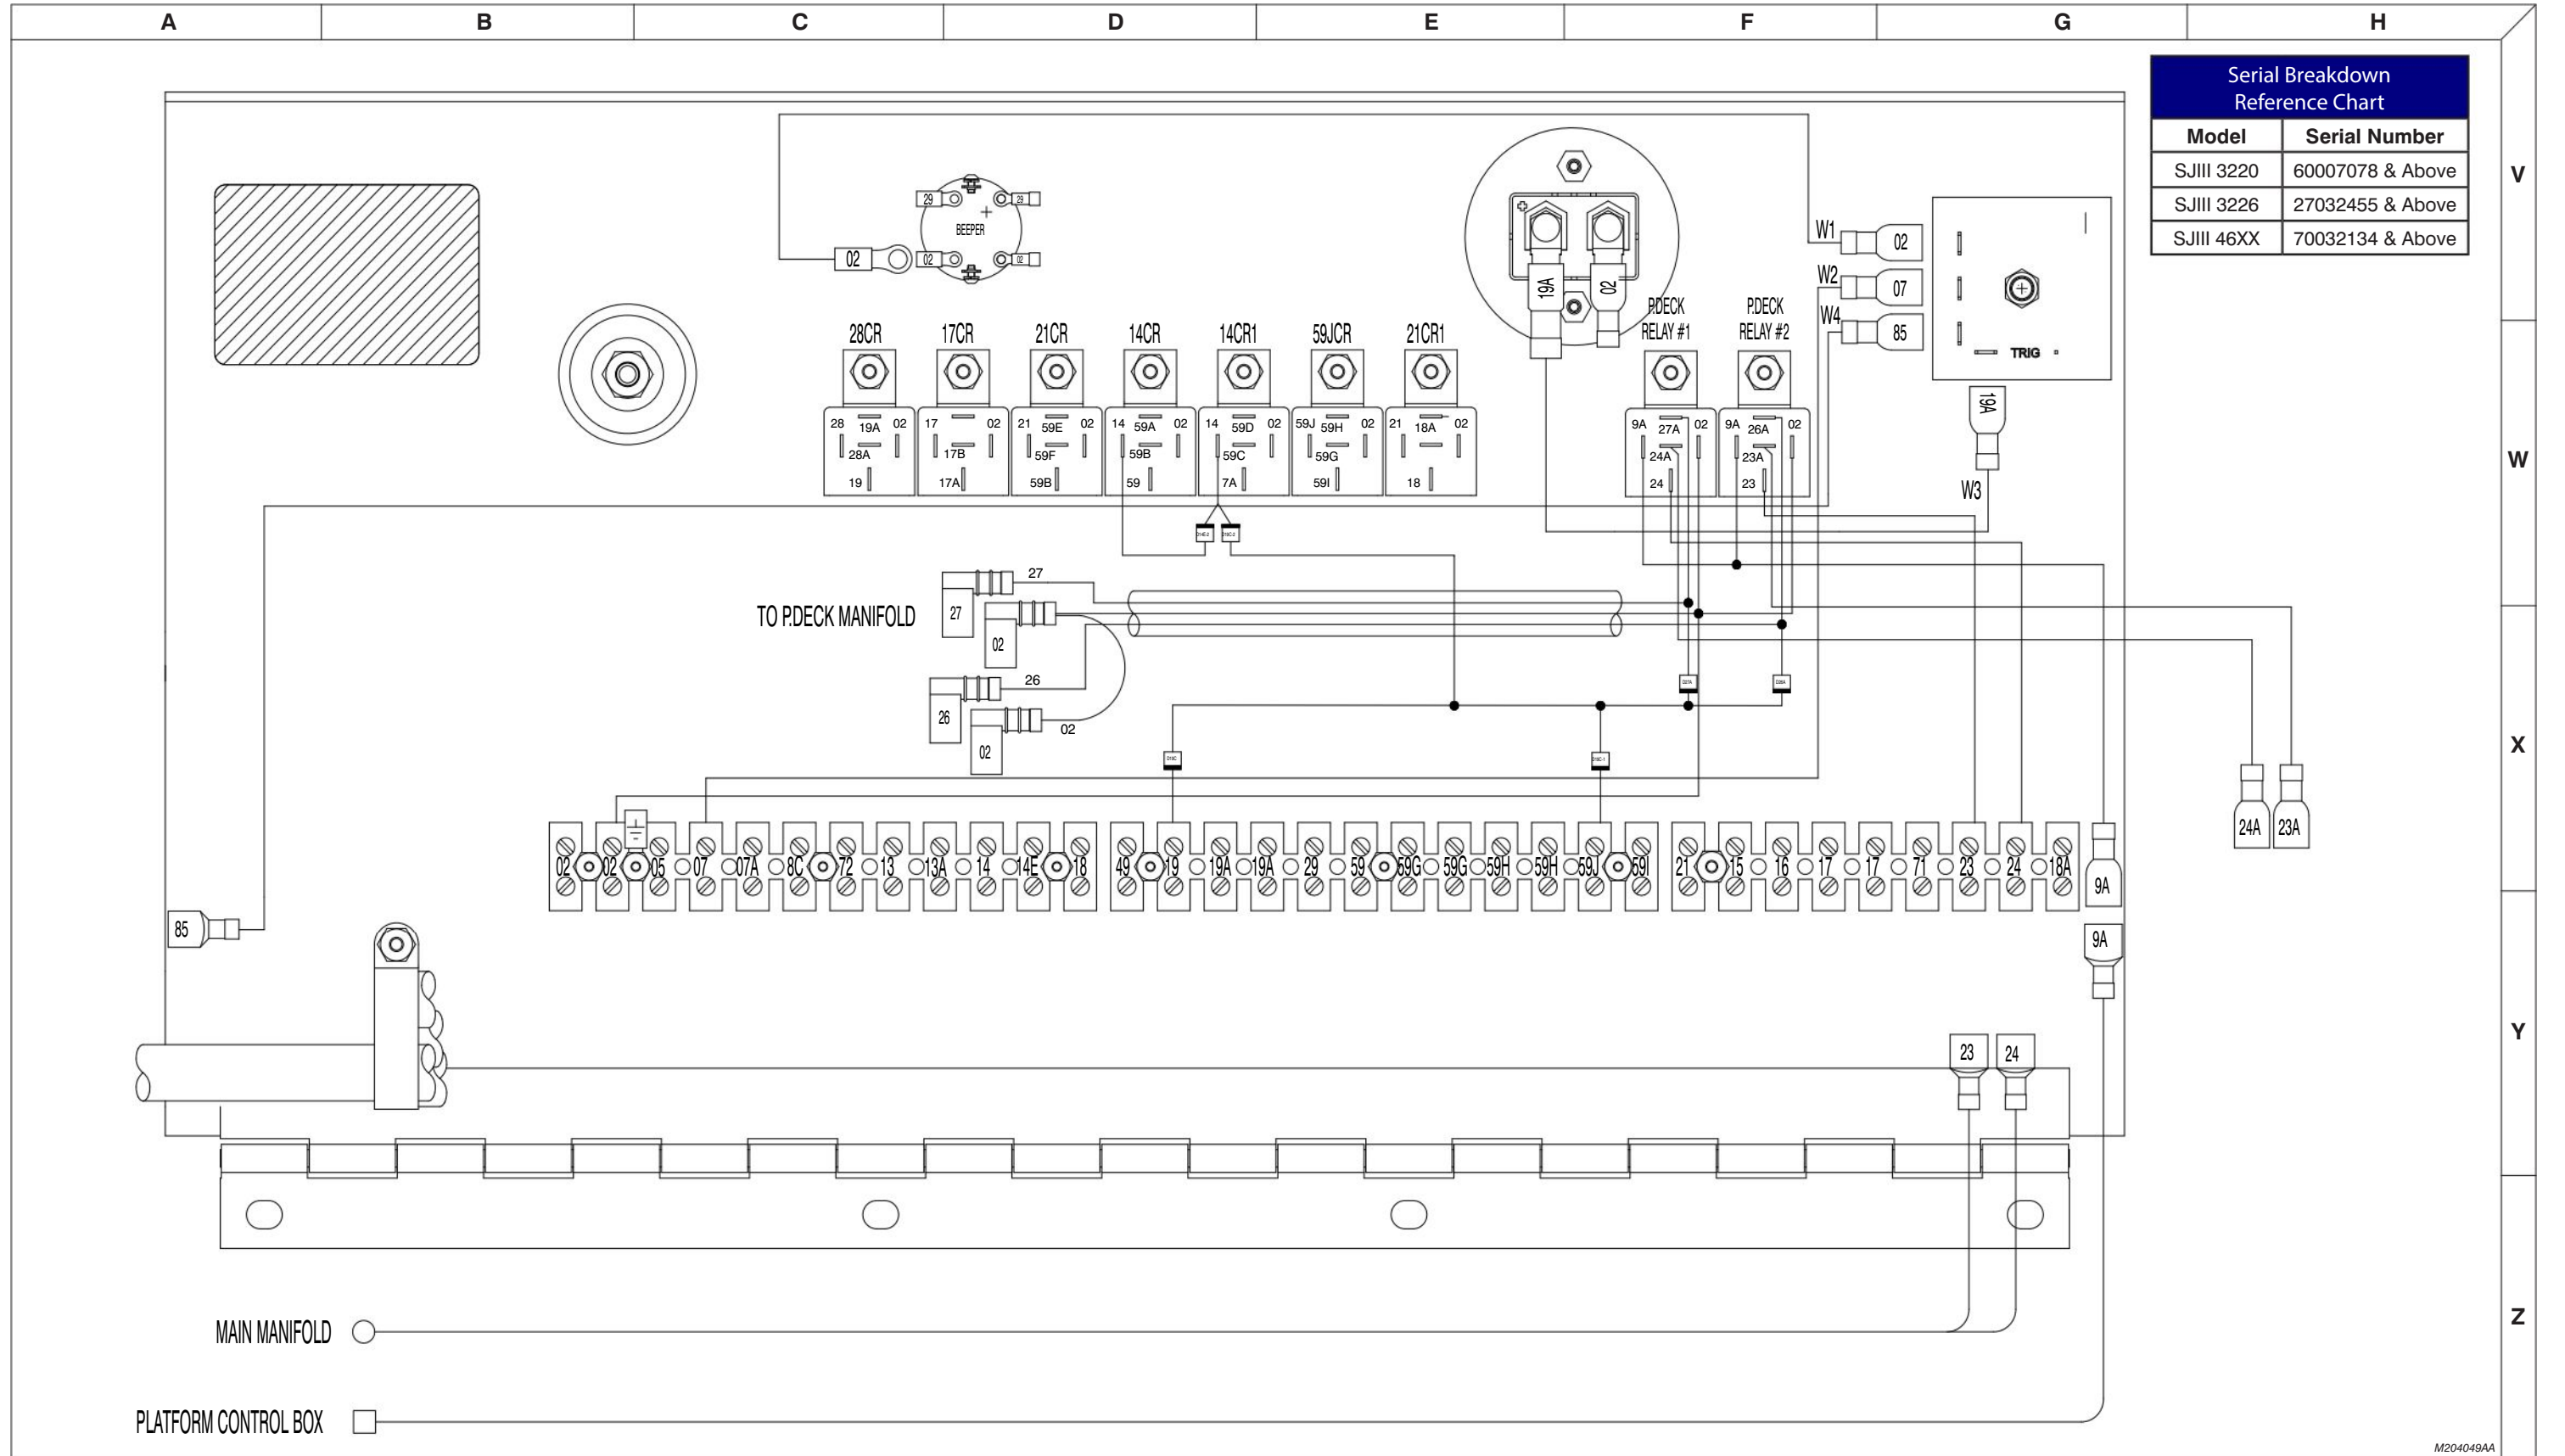 A B C D E F G H
Serial Breakdown
Reference Chart
Model Serial Number
SJIII 3220 60007078 & Above
SJIII 3226 27032455 & Above
SJIII 46XX 70032134 & Above
V
W
X
Y
Z
29 29
BEEPER
02 02 02
19A 02
W1 02
W2 07
W4 85
TRIG
19A
W3
28CR 17CR 21CR 14CR 14CR1 59JCR 21CR1
P.DECK
RELAY #1
P.DECK
RELAY #2
28 19A 02
28A
19
17 02
17B
17A
21 59E 02
59F
59B
14 59A 02
59B
59
14 59D 02
59C
7A
59J 59H 02
59G
59I
21 18A 02
18
9A 27A 02
24A
24
9A 26A 02
23A
23
TO P.DECK MANIFOLD
27
27
02
26
26
02
02
24A 23A
02 02 05 07 07A 8C 72 13 13A 14 14E 18 49 19 19A 19A 29 59 59G 59G 59H 59H 59J 59I 21 15 16 17 17 71 23 24 18A 9A
85
9A
23 24
MAIN MANIFOLD
PLATFORM CONTROL BOX
M204049AA